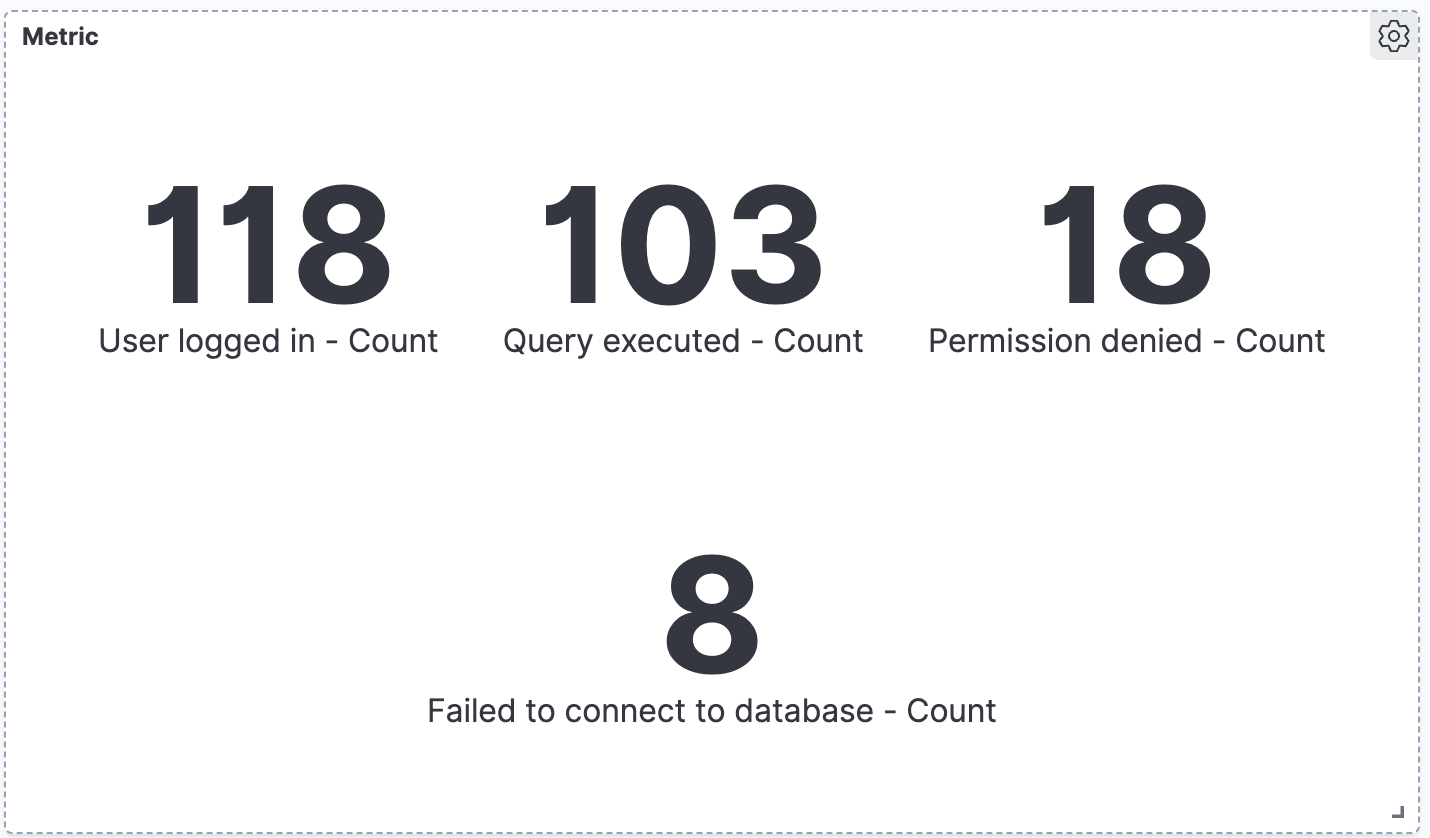 Metric
118 103 18
User logged in - Count Query executed - Count Permission denied - Count
8
Failed to connect to database - Count